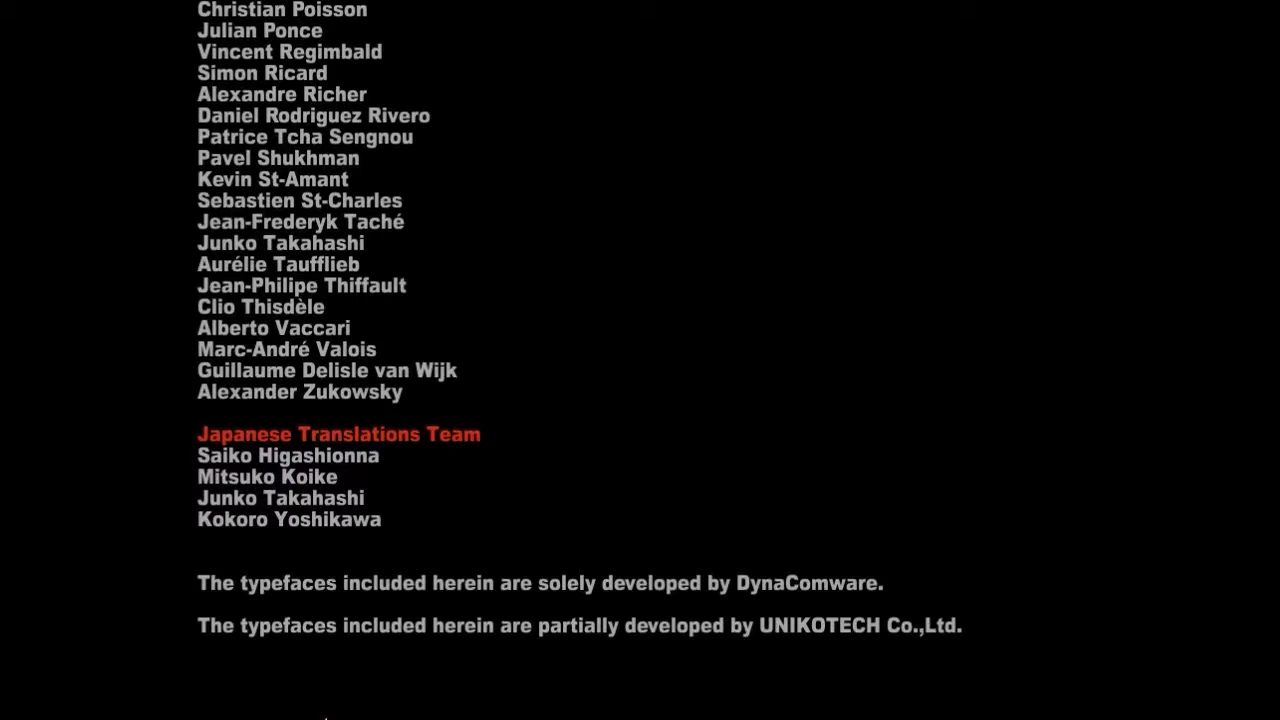 Christian Poisson
Julian Ponce
Vincent Regimbald
Simon Ricard
Alexandre Richer
Daniel Rodriguez Rivero
Patrice Tcha Sengnou
Pavel Shukhman
Kevin St-Amant
Sebastien St-Charles
Jean-Frederyk Taché
Junko Takahashi
Aurélie Taufflieb
Jean-Philipe Thiffault
Clio Thisdèle
Alberto Vaccari
Marc-André Valois
Guillaume Delisle van Wijk
Alexander Zukowsky
Japanese Translations Team
Saiko Higashionna
Mitsuko Koike
Junko Takahashi
Kokoro Yoshikawa
The typefaces included herein are solely developed by DynaComware.
The typefaces included herein are partially developed by UNIKOTECH Co.,Ltd.